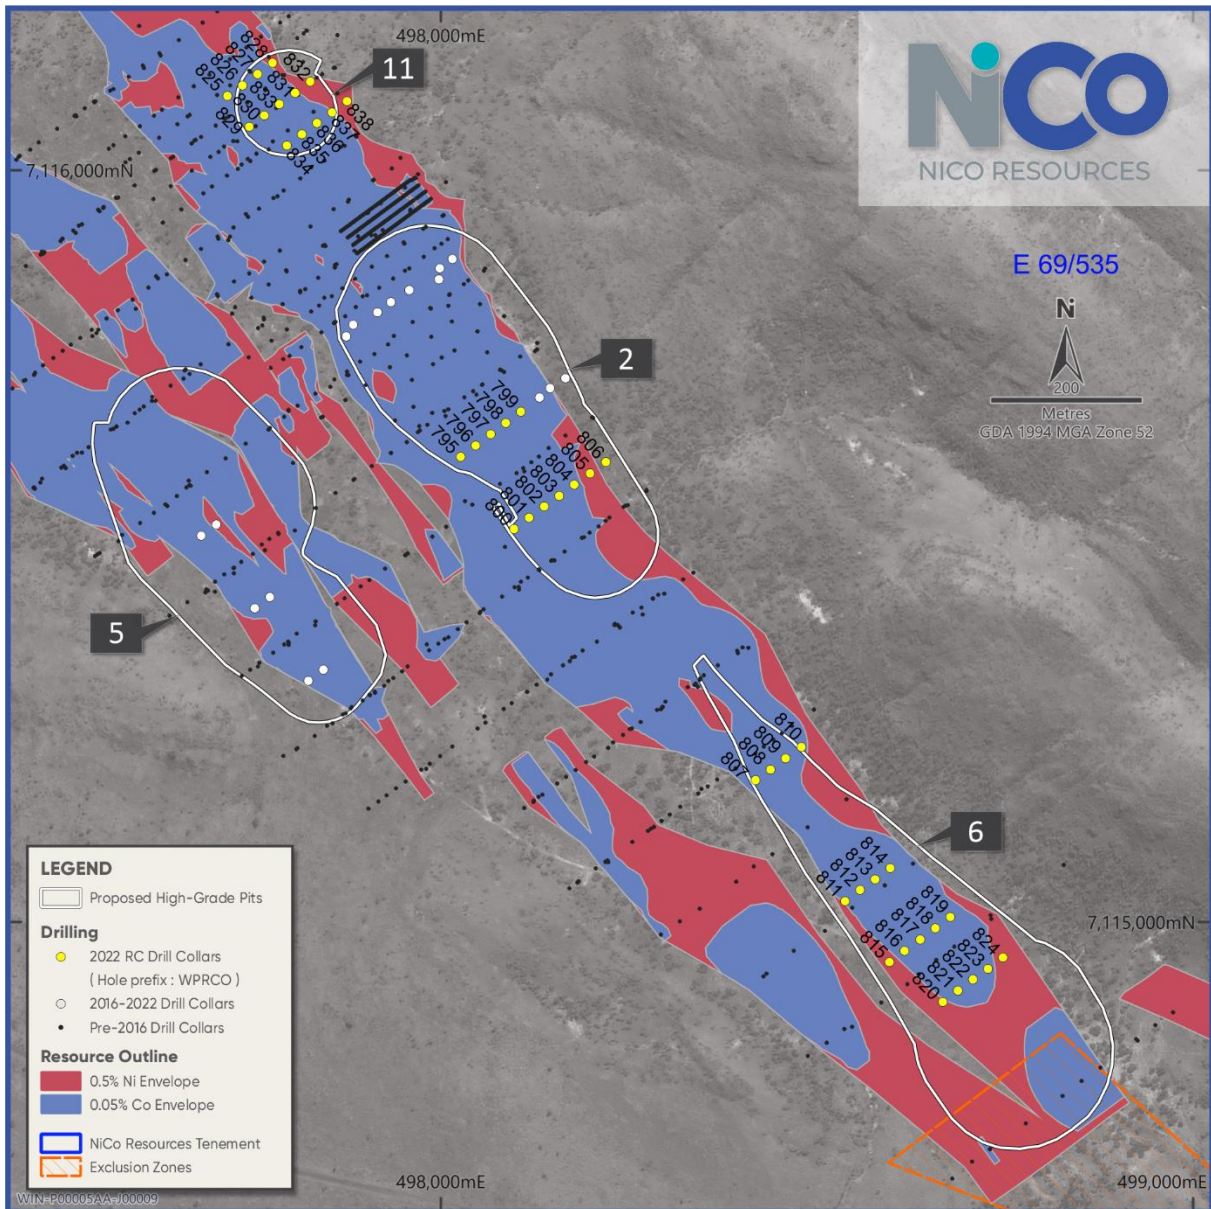 498,000mE
NiCO
NICO RESOURCES
7,116,000mN
E 69/535
N
200
Metres
GDA 1994 MGA Zone 52
11
825
826
827
828
829
830
833
831
832
834
835
836
837
838
2
795
796
797
798
799
800
801
802
803
804
805
806
5
807
808
809
810
6
811
812
813
814
815
816
817
818
819
820
821
822
823
824
7,115,000mN
LEGEND
Proposed High-Grade Pits
Drilling
2022 RC Drill Collars
( Hole prefix : WPRCO )
2016-2022 Drill Collars
Pre-2016 Drill Collars
Resource Outline
0.5% Ni Envelope
0.05% Co Envelope
NiCo Resources Tenement
Exclusion Zones
WIN-P00005AA-J00009
498,000mE
499,000mE